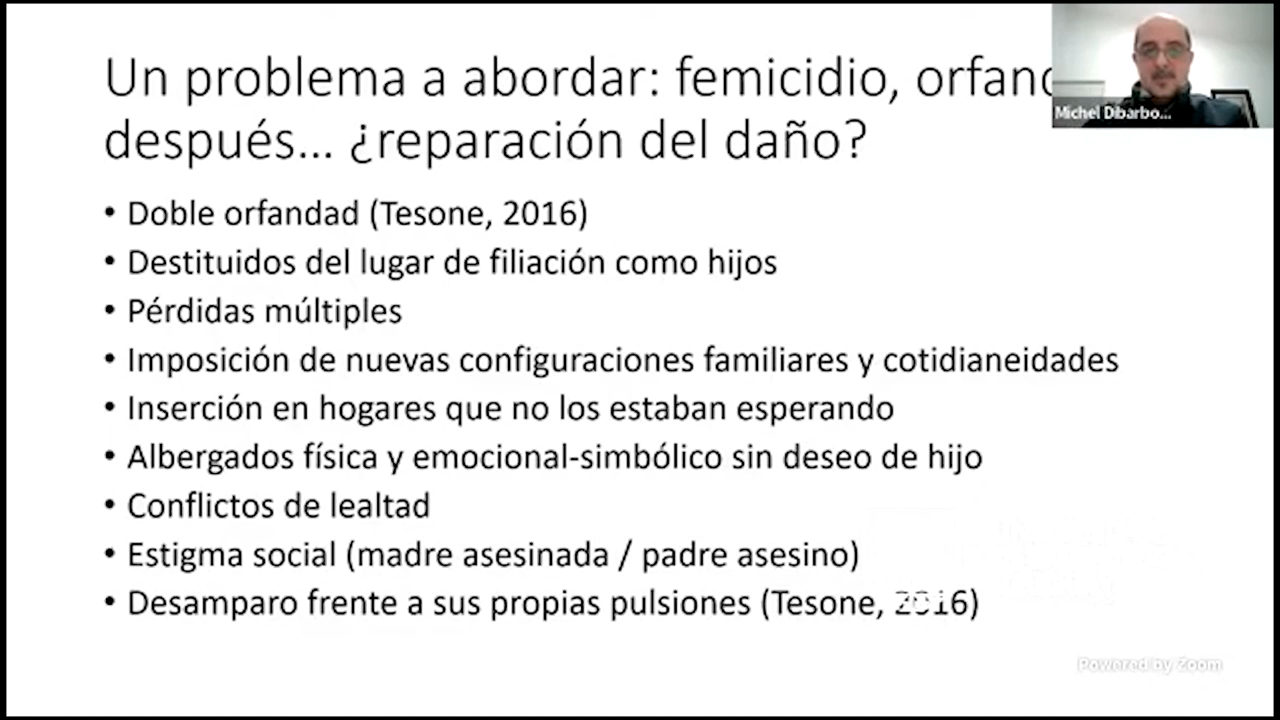 Un problema a abordar: femicidio,
después... ¿reparación del daño?
Michel Dibarbo...
• Doble orfandad (Tesone, 2016)
• Destituidos del lugar de filiación como hijos
• Pérdidas múltiples
• Imposición de nuevas configuraciones familiares y cotidianeidades
• Inserción en hogares que no los estaban esperando
• Albergados física y emocional-simbólico sin deseo de hijo
• Conflictos de lealtad
• Estigma social (madre asesinada / padre asesino)
• Desamparo frente a sus propias pulsiones (Tesone, 2016)
Powered by Zoom